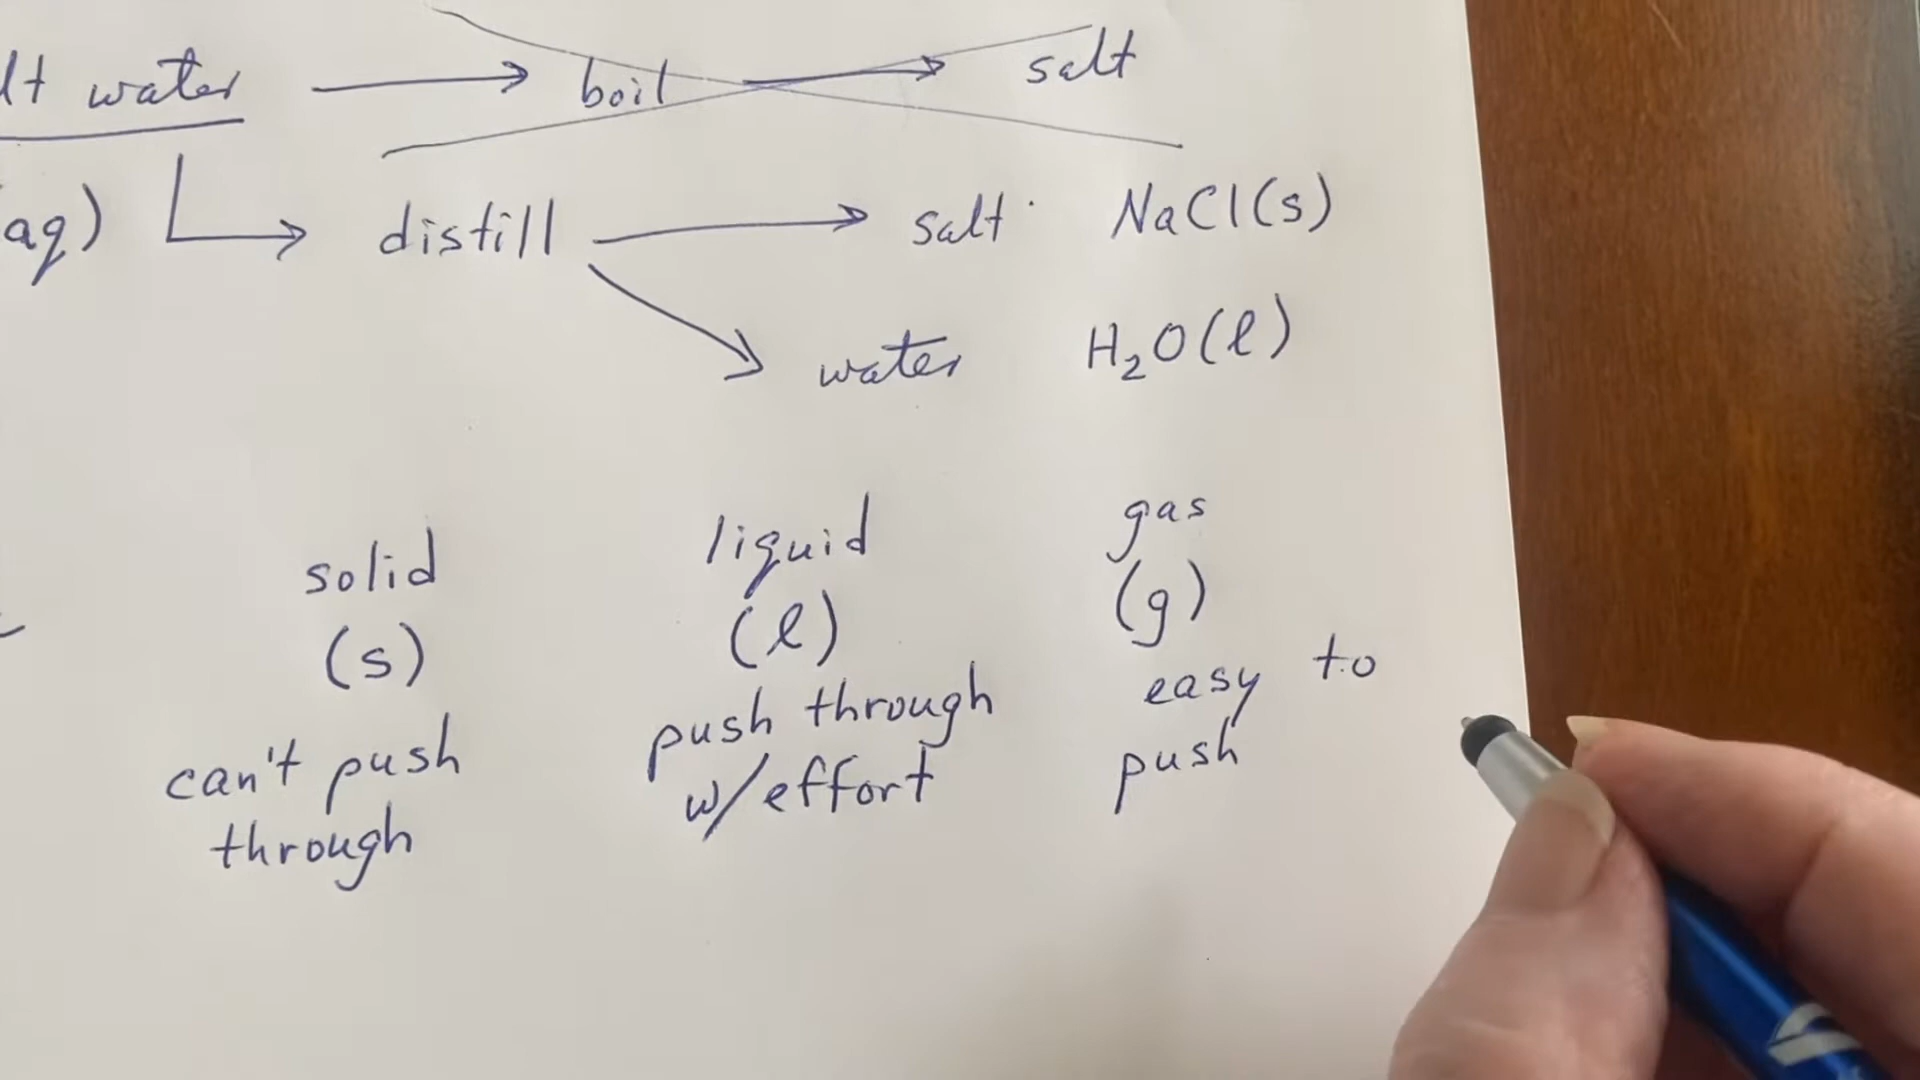 lt water → boil → salt
(aq) → distill → salt NaCl(s)
water H₂O(l)
solid liquid gas
(s) (l) (g)
can't push through
push through w/effort
easy to push